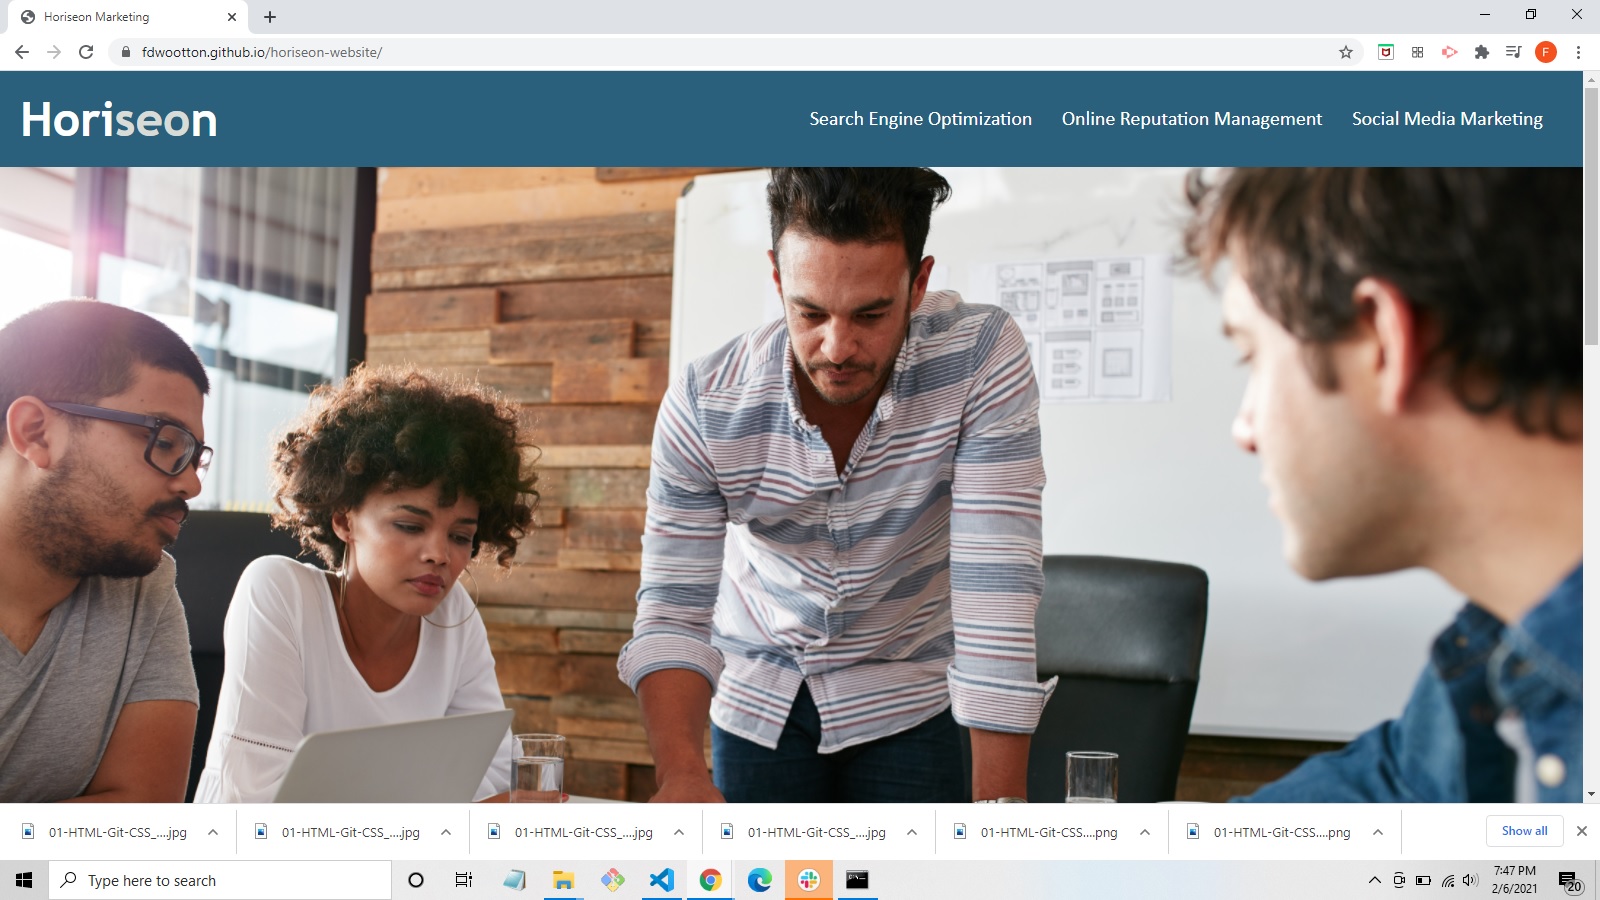 Horiseon Marketing
fdwootton.github.io/horiseon-website/
F
Horiseon
Search Engine Optimization Online Reputation Management Social Media Marketing
01-HTML-Git-CSS_....jpg 01-HTML-Git-CSS_....jpg 01-HTML-Git-CSS_....jpg 01-HTML-Git-CSS_....jpg 01-HTML-Git-CSS....png 01-HTML-Git-CSS....png Show all
Type here to search
7:47 PM
2/6/2021
20